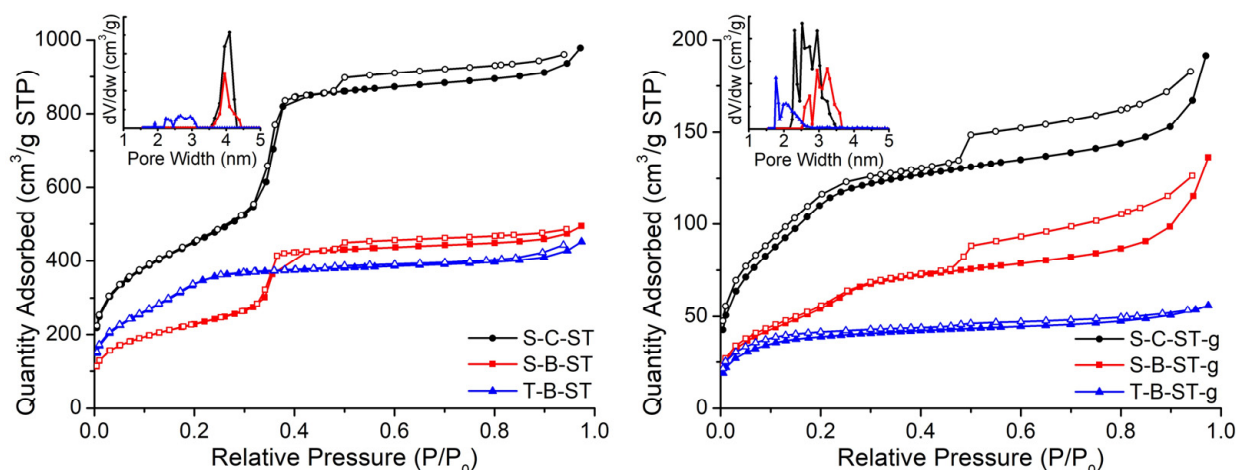 1000
800
600
400
200
0
Quantity Adsorbed (cm³/g STP)
dV/dw (cm³/g)
1 2 3 4 5
Pore Width (nm)
S-C-ST
S-B-ST
T-B-ST
0.0 0.2 0.4 0.6 0.8 1.0
Relative Pressure (P/P₀)
200
150
100
50
0
Quantity Adsorbed (cm³/g STP)
dV/dw (cm³/g)
1 2 3 4 5
Pore Width (nm)
S-C-ST-g
S-B-ST-g
T-B-ST-g
0.0 0.2 0.4 0.6 0.8 1.0
Relative Pressure (P/P₀)